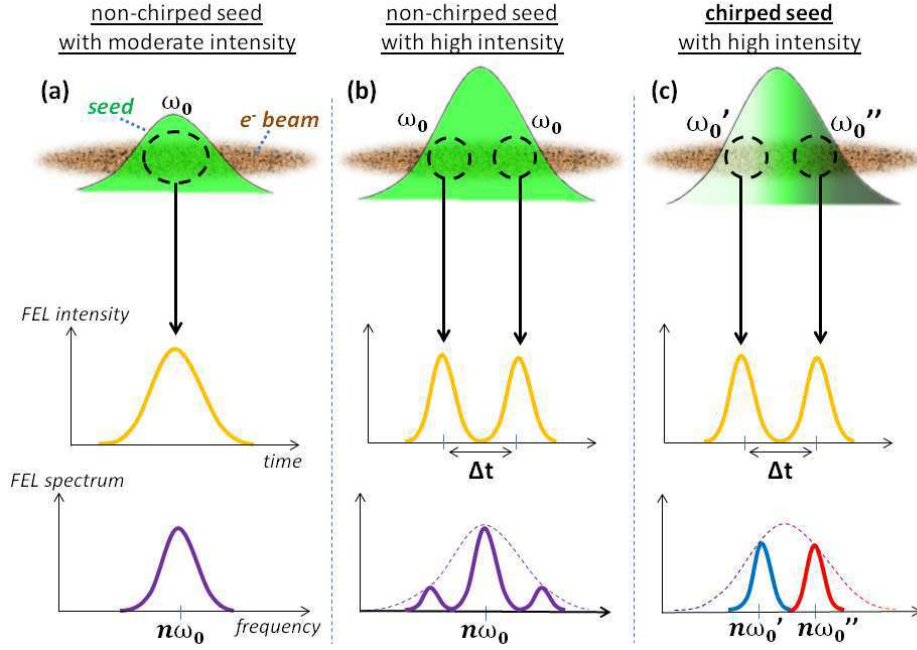 non-chirped seed
with moderate intensity
non-chirped seed
with high intensity
chirped seed
with high intensity
(a)
seed
ω₀
e⁻ beam
(b)
ω₀
ω₀
(c)
ω₀'
ω₀''
FEL intensity
time
Δt
Δt
FEL spectrum
nω₀
frequency
nω₀
nω₀'
nω₀''